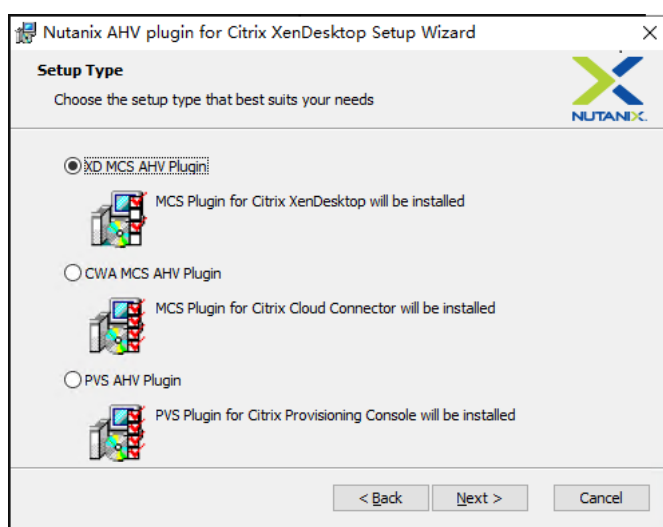 Nutanix AHV plugin for Citrix XenDesktop Setup Wizard
Setup Type
Choose the setup type that best suits your needs
NUTANIX.
XD MCS AHV Plugin
MCS Plugin for Citrix XenDesktop will be installed
CWA MCS AHV Plugin
MCS Plugin for Citrix Cloud Connector will be installed
PVS AHV Plugin
PVS Plugin for Citrix Provisioning Console will be installed
< Back Next > Cancel